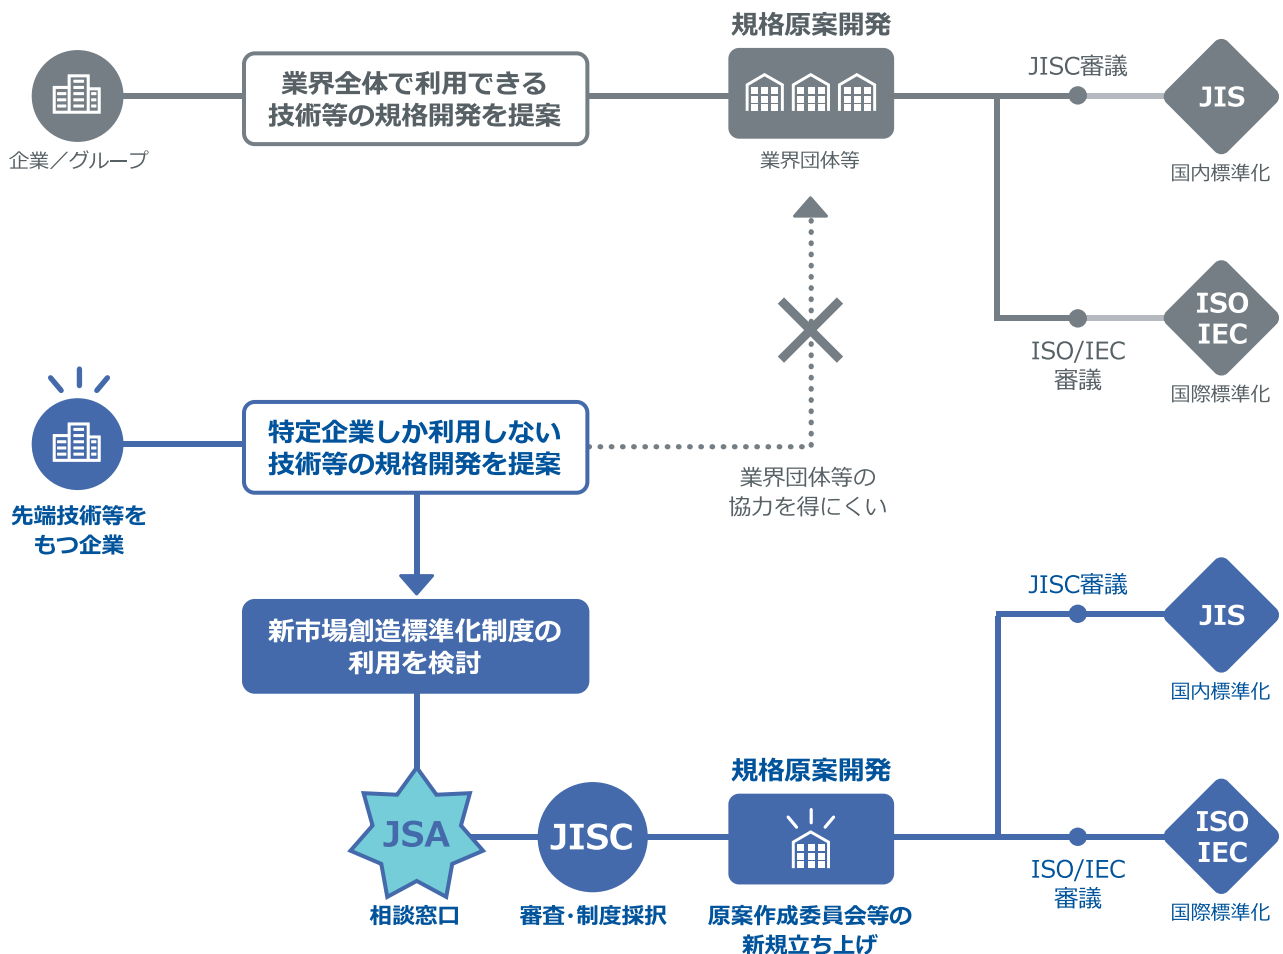 規格原案開発
業界全体で利用できる
技術等の規格開発を提案
企業／グループ
業界団体等
JISC審議
JIS
国内標準化
ISO
IEC
ISO/IEC
審議
国際標準化
特定企業しか利用しない
技術等の規格開発を提案
先端技術等を
もつ企業
業界団体等の
協力を得にくい
新市場創造標準化制度の
利用を検討
JISC審議
JIS
国内標準化
JSA
相談窓口
JISC
審査・制度採択
規格原案開発
原案作成委員会等の
新規立ち上げ
ISO
IEC
ISO/IEC
審議
国際標準化